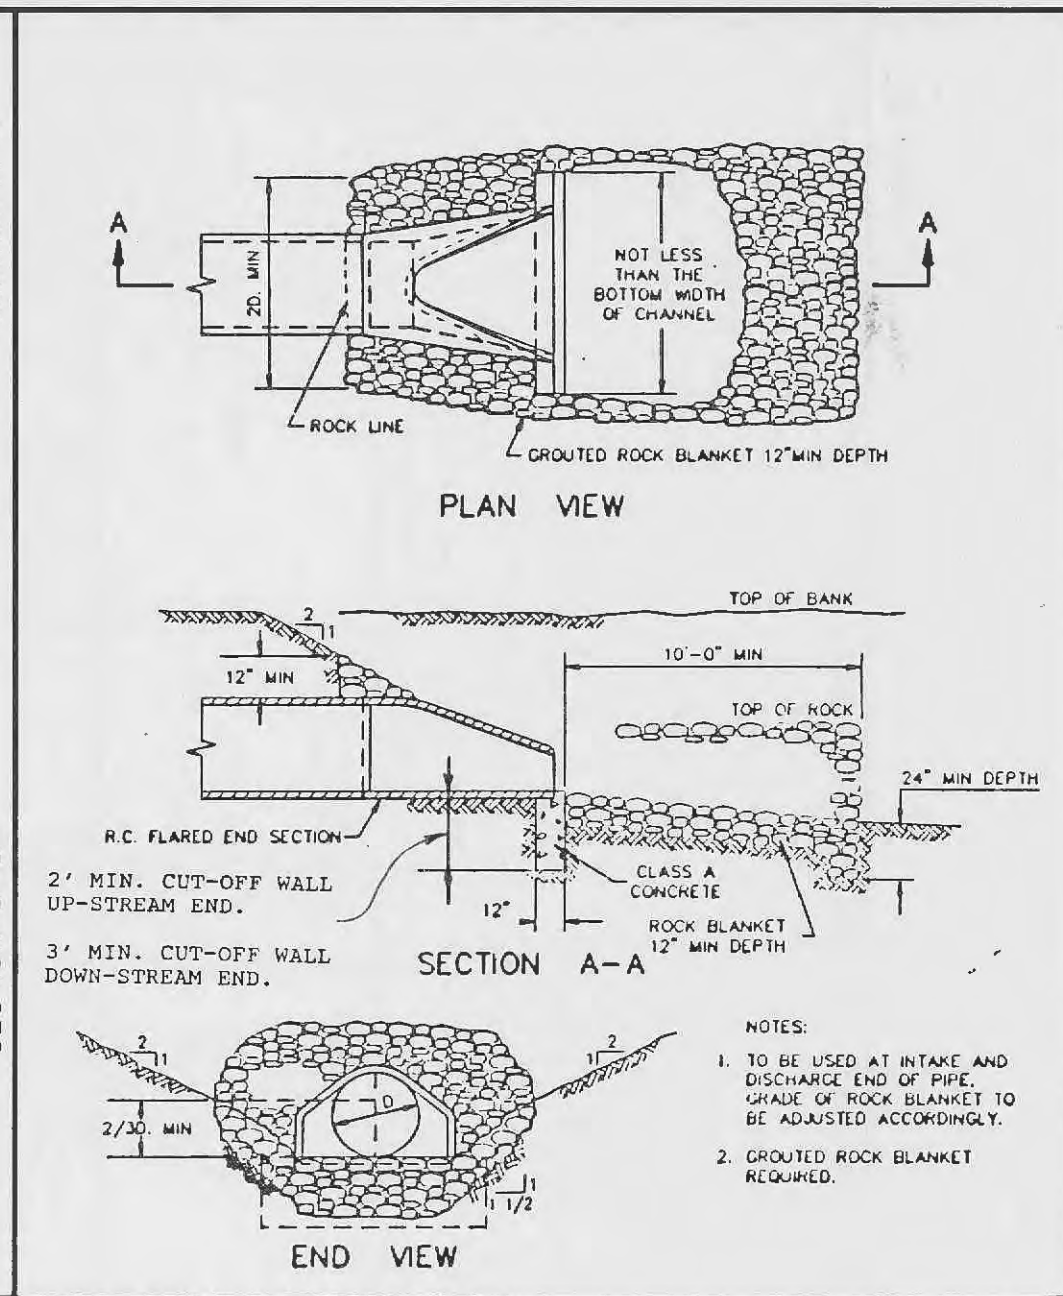 A
A
2D. MIN
NOT LESS
THAN THE
BOTTOM WIDTH
OF CHANNEL
ROCK LINE
GROUTED ROCK BLANKET 12"MIN DEPTH
PLAN VIEW
TOP OF BANK
2
1
12" MIN
10'-0" MIN
TOP OF ROCK
24" MIN DEPTH
R.C. FLARED END SECTION
2' MIN. CUT-OFF WALL
UP-STREAM END.
3' MIN. CUT-OFF WALL
DOWN-STREAM END.
CLASS A
CONCRETE
12"
ROCK BLANKET
12" MIN DEPTH
SECTION A-A
2
1
2
1
D
2/3D. MIN
1
1 1/2
END VIEW
NOTES:
1. TO BE USED AT INTAKE AND
DISCHARGE END OF PIPE.
GRADE OF ROCK BLANKET TO
BE ADJUSTED ACCORDINGLY.
2. GROUTED ROCK BLANKET
REQUIRED.